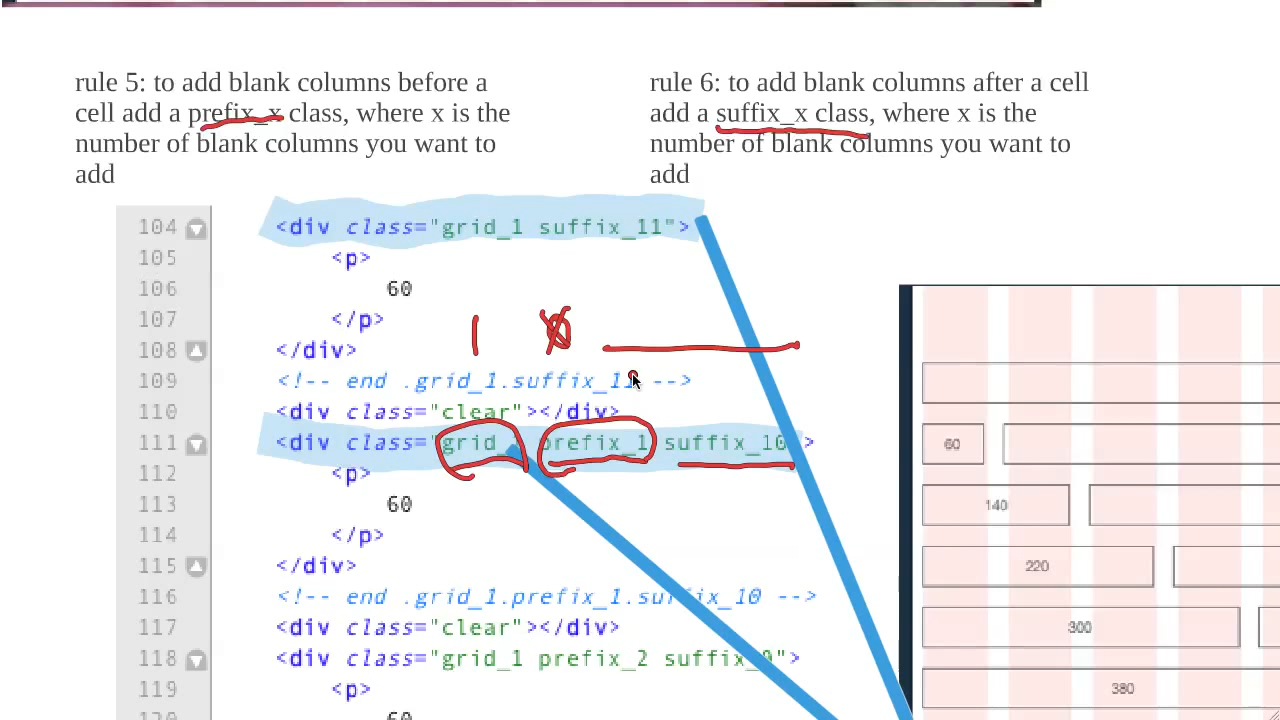 rule 5: to add blank columns before a
cell add a prefix_x class, where x is the
number of blank columns you want to
add
rule 6: to add blank columns after a cell
add a suffix_x class, where x is the
number of blank columns you want to
add
104 <div class="grid_1 suffix_11">
105 <p>
106 60
107 </p>
108 </div>
109 <!-- end .grid_1.suffix_11 -->
110 <div class="clear"></div>
111 <div class="grid_1 prefix_1 suffix_10">
112 <p>
113 60
114 </p>
115 </div>
116 <!-- end .grid_1.prefix_1.suffix_10 -->
117 <div class="clear"></div>
118 <div class="grid_1 prefix_2 suffix_9">
119 <p>
120 60
60
140
220
300
380